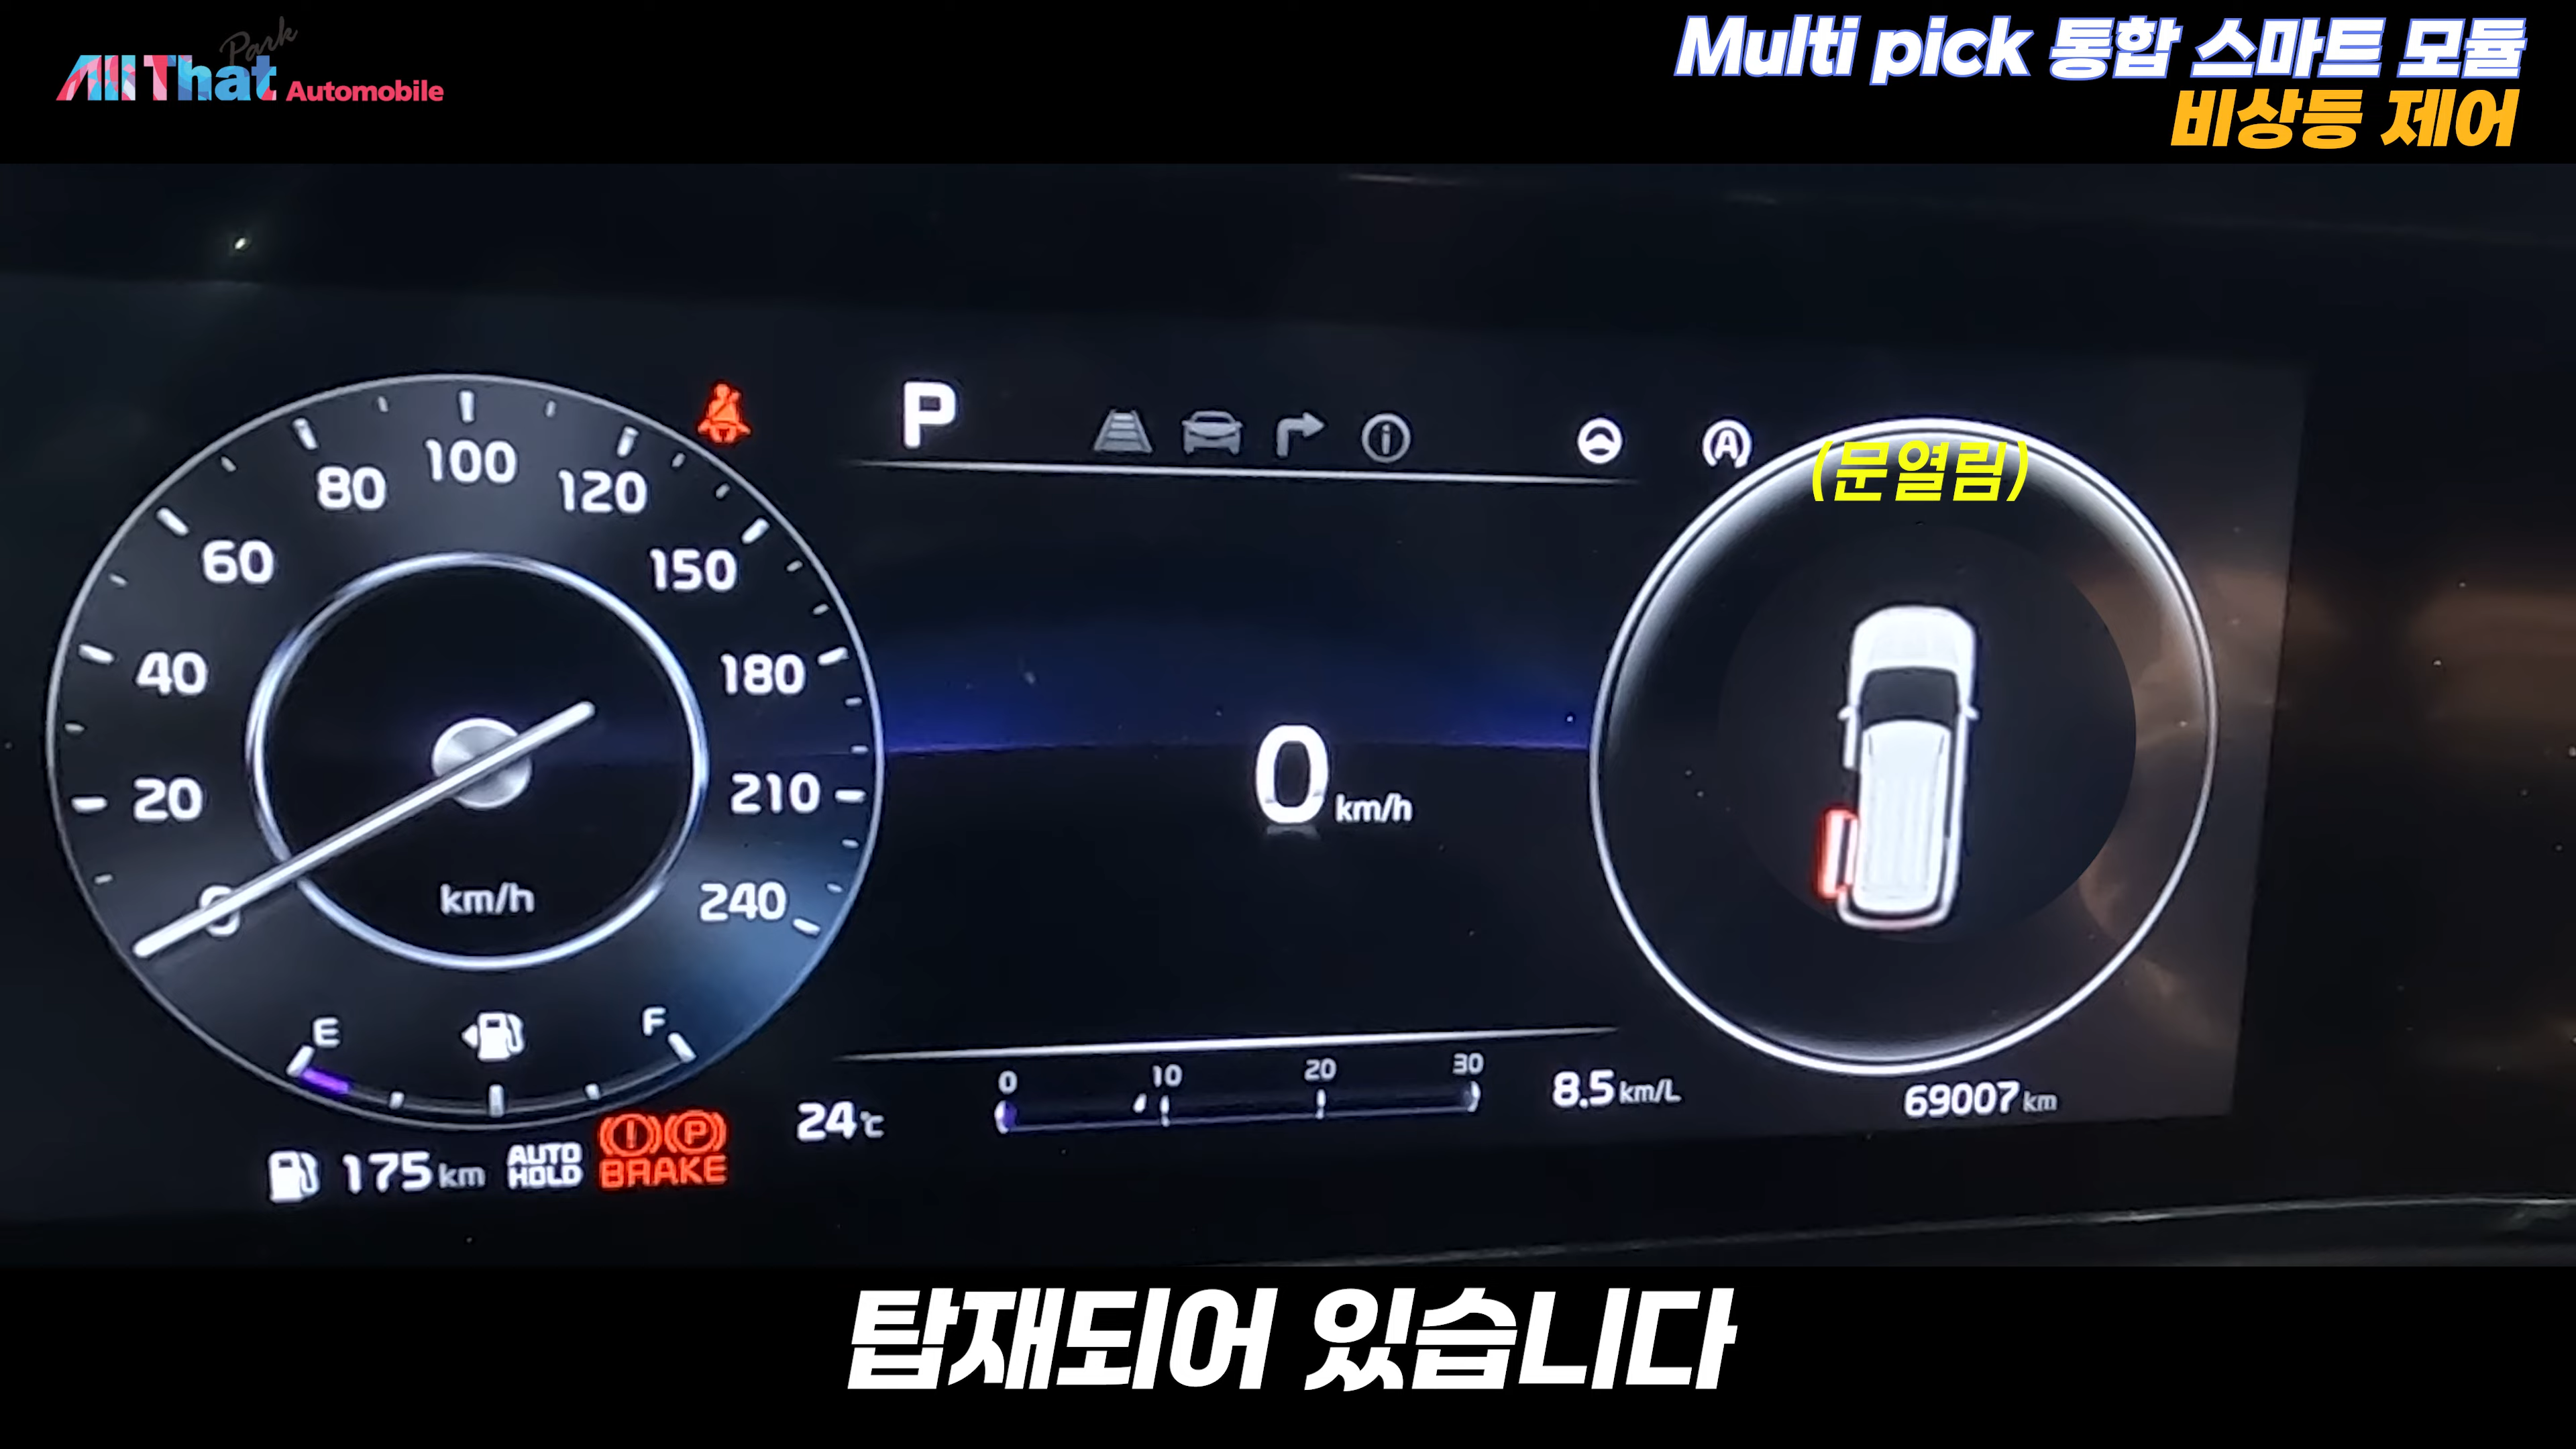 All That Park Automobile
Multi pick 통합 스마트 모듈
비상등 제어
P
(문열림)
0
20
40
60
80
100
120
150
180
210
240
km/h
0 km/h
E F
175 km
AUTO HOLD
P
BRAKE
24℃
0 10 20 30
8.5 km/L
69007 km
탑재되어 있습니다